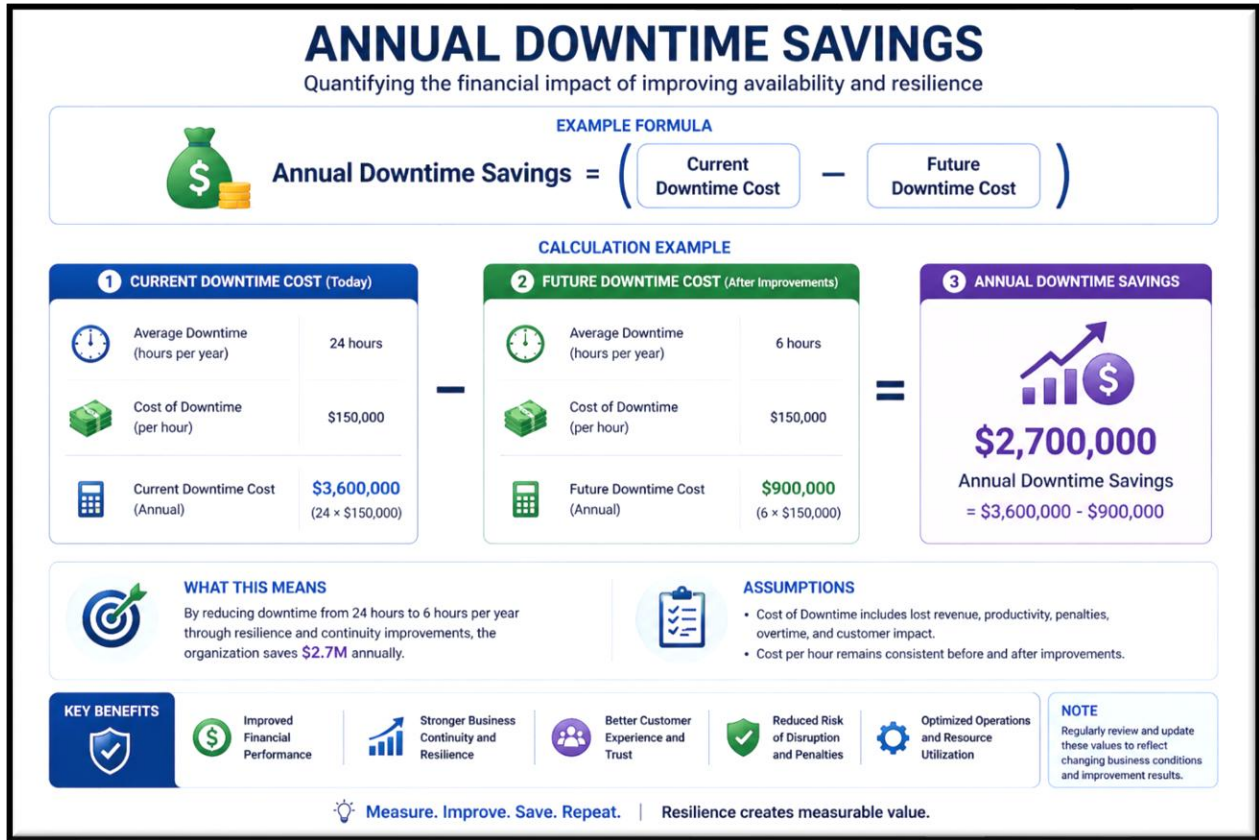 ANNUAL DOWNTIME SAVINGS
Quantifying the financial impact of improving availability and resilience
EXAMPLE FORMULA
$
Annual Downtime Savings = ( Current Downtime Cost − Future Downtime Cost )
CALCULATION EXAMPLE
1 CURRENT DOWNTIME COST (Today)
Average Downtime
(hours per year)
24 hours
Cost of Downtime
(per hour)
$150,000
Current Downtime Cost
(Annual)
$3,600,000
(24 × $150,000)
−
2 FUTURE DOWNTIME COST (After Improvements)
Average Downtime
(hours per year)
6 hours
Cost of Downtime
(per hour)
$150,000
Future Downtime Cost
(Annual)
$900,000
(6 × $150,000)
=
3 ANNUAL DOWNTIME SAVINGS
$
$2,700,000
Annual Downtime Savings
= $3,600,000 - $900,000
WHAT THIS MEANS
By reducing downtime from 24 hours to 6 hours per year
through resilience and continuity improvements, the
organization saves $2.7M annually.
ASSUMPTIONS
• Cost of Downtime includes lost revenue, productivity, penalties,
overtime, and customer impact.
• Cost per hour remains consistent before and after improvements.
KEY BENEFITS
$
Improved
Financial
Performance
Stronger Business
Continuity and
Resilience
Better Customer
Experience and
Trust
Reduced Risk
of Disruption
and Penalties
Optimized Operations
and Resource
Utilization
NOTE
Regularly review and update
these values to reflect
changing business conditions
and improvement results.
Measure. Improve. Save. Repeat. | Resilience creates measurable value.